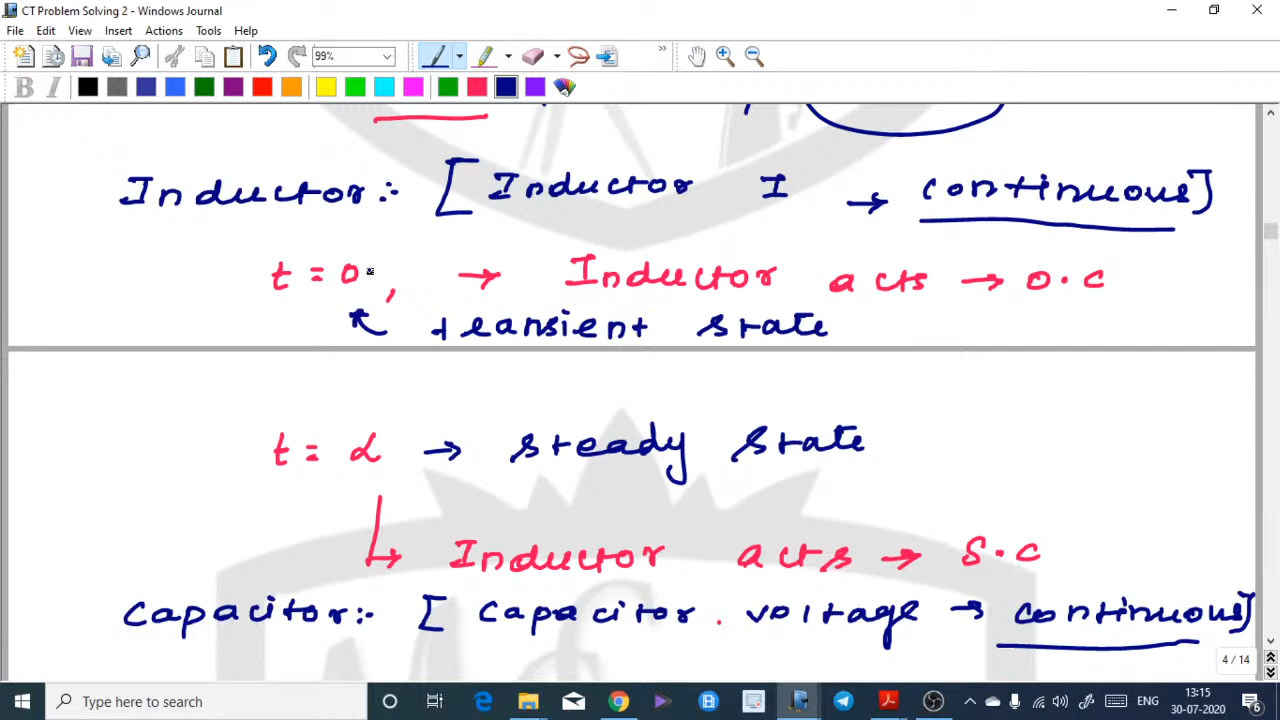 CT Problem Solving 2 - Windows Journal
File Edit View Insert Actions Tools Help
99%
B I
Inductor:- [Inductor I → continuous]
t = 0, → Inductor acts → O.C
transient state
t = α → steady state
Inductor acts → S.C
Capacitor:- [Capacitor. voltage → continuous]
4 / 14
Type here to search
ENG
13:15
30-07-2020
6